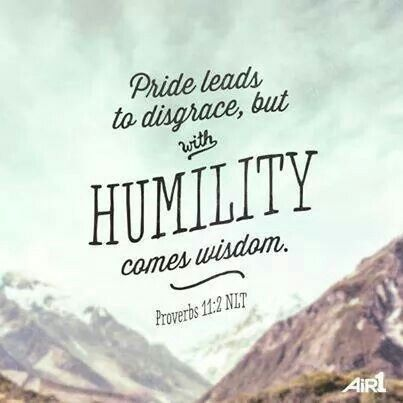 Pride leads
to disgrace, but
with
HUMILITY
comes wisdom.
Proverbs 11:2 NLT
AiR1